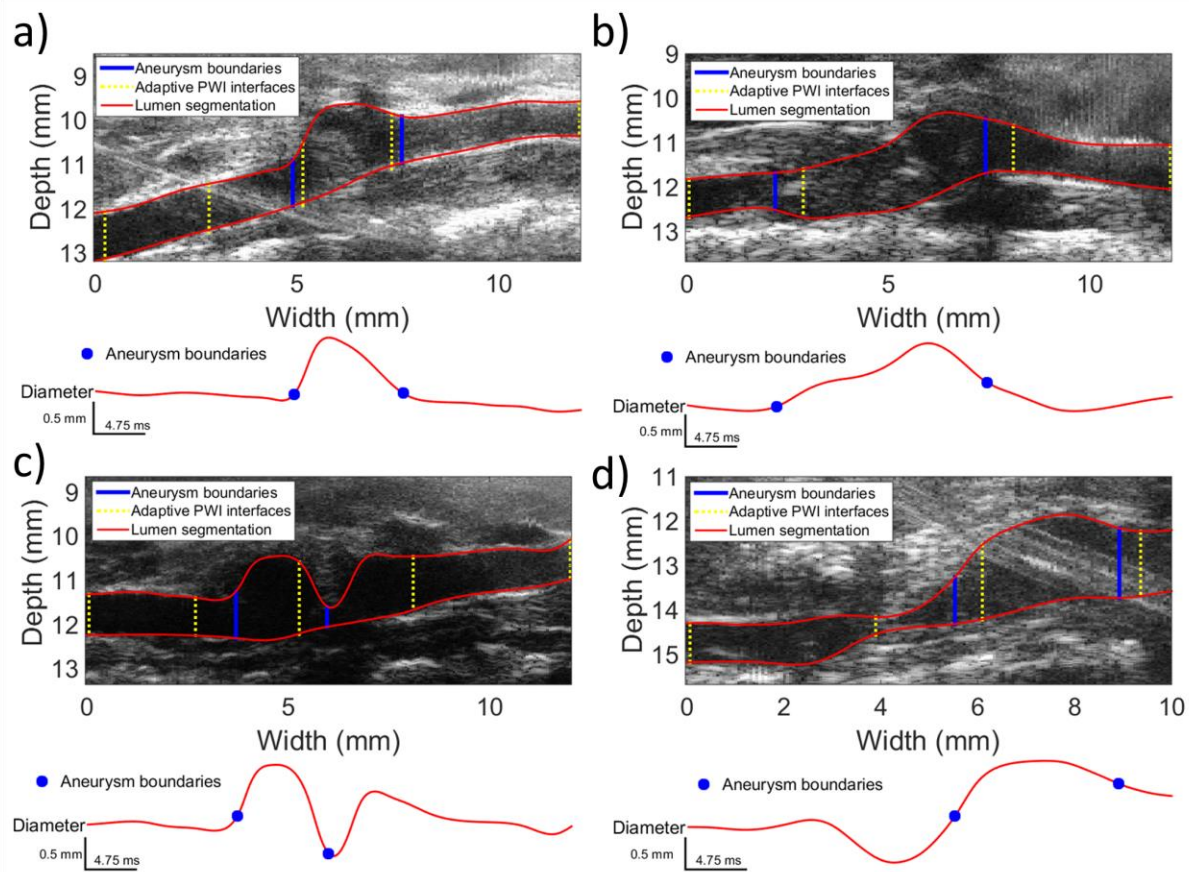 a)
Aneurysm boundaries
Adaptive PWI interfaces
Lumen segmentation
Depth (mm)
9
10
11
12
13
0 5 10
Width (mm)
Aneurysm boundaries
Diameter
0.5 mm
4.75 ms
b)
Aneurysm boundaries
Adaptive PWI interfaces
Lumen segmentation
Depth (mm)
9
10
11
12
13
0 5 10
Width (mm)
Aneurysm boundaries
Diameter
0.5 mm
4.75 ms
c)
Aneurysm boundaries
Adaptive PWI interfaces
Lumen segmentation
Depth (mm)
9
10
11
12
13
0 5 10
Width (mm)
Aneurysm boundaries
Diameter
0.5 mm
4.75 ms
d)
Aneurysm boundaries
Adaptive PWI interfaces
Lumen segmentation
Depth (mm)
11
12
13
14
15
0 2 4 6 8 10
Width (mm)
Aneurysm boundaries
Diameter
0.5 mm
4.75 ms